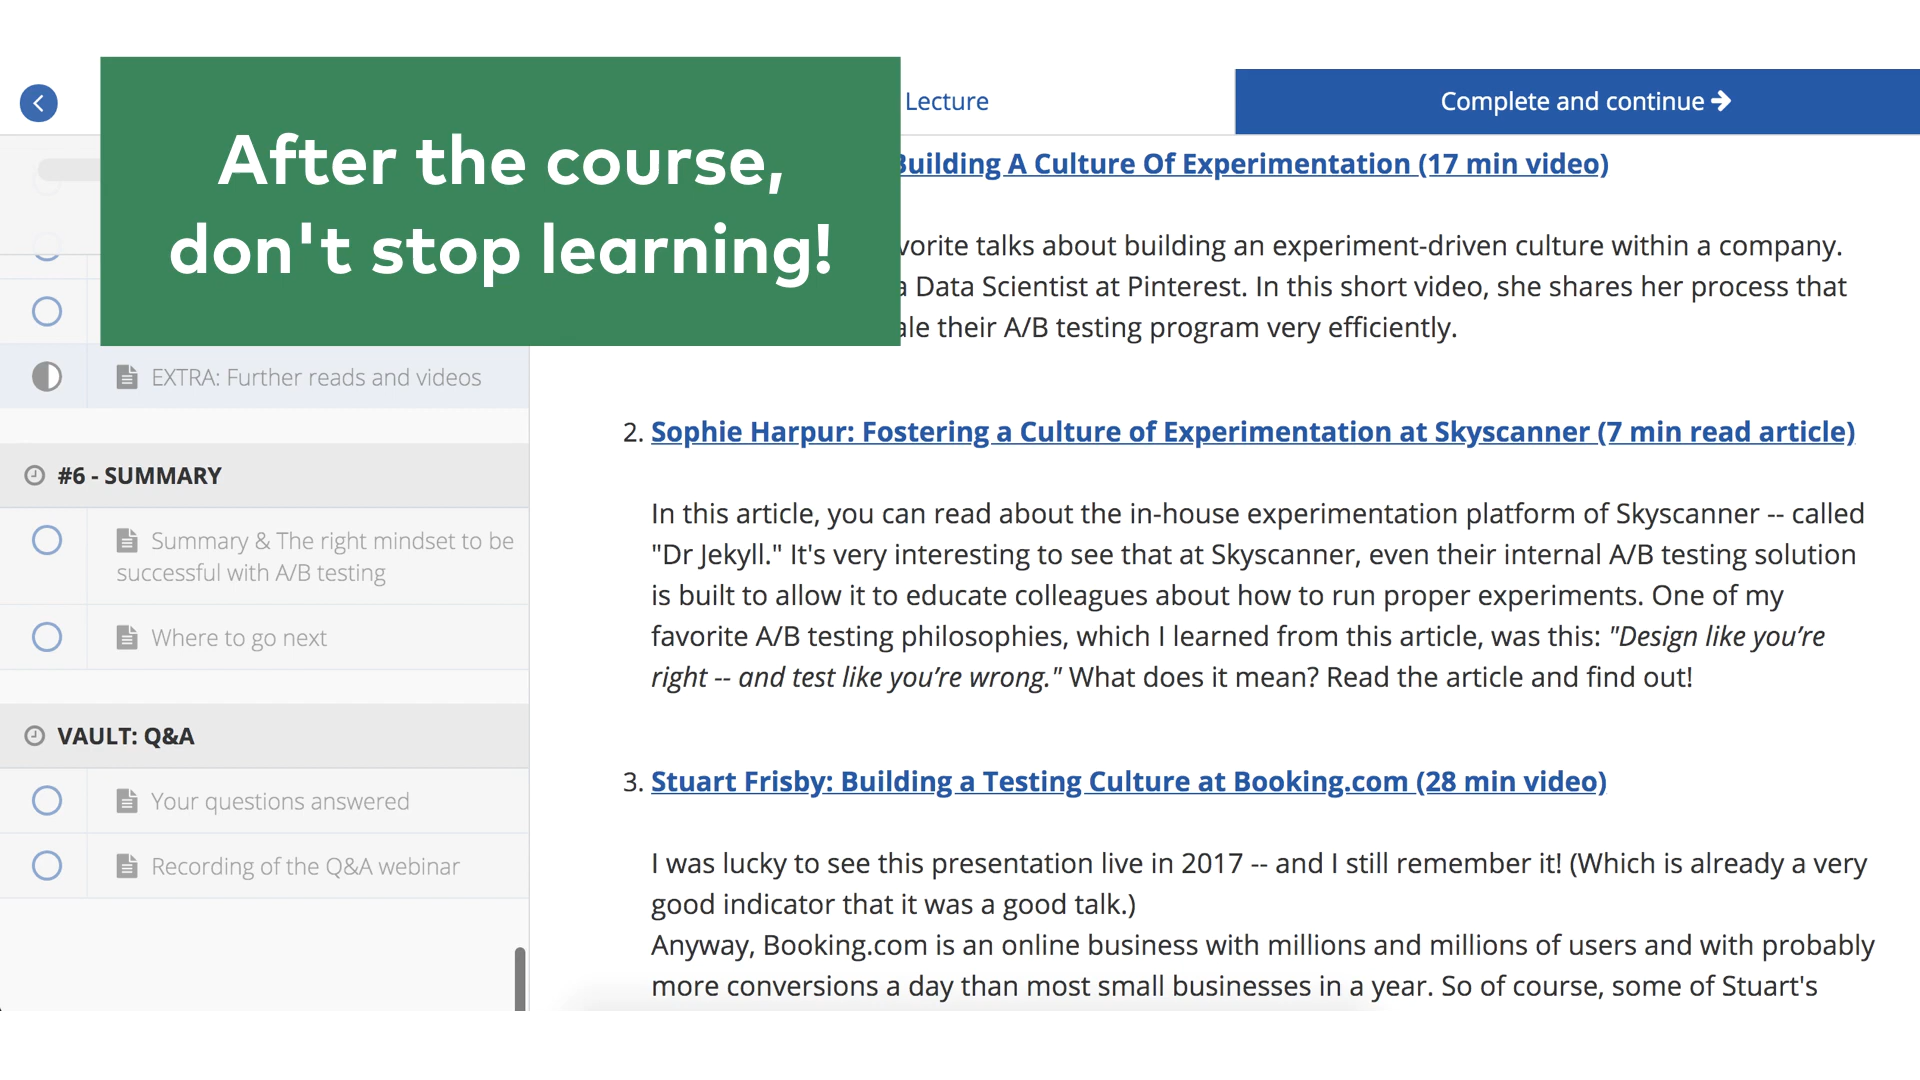 After the course,
don't stop learning!
Lecture
Complete and continue
EXTRA: Further reads and videos
#6 - SUMMARY
Summary & The right mindset to be
successful with A/B testing
Where to go next
VAULT: Q&A
Your questions answered
Recording of the Q&A webinar
Building A Culture Of Experimentation (17 min video)
talks about building an experiment-driven culture within a company.
a Data Scientist at Pinterest. In this short video, she shares her process that
their A/B testing program very efficiently.
2. Sophie Harpur: Fostering a Culture of Experimentation at Skyscanner (7 min read article)
In this article, you can read about the in-house experimentation platform of Skyscanner -- called
"Dr Jekyll." It's very interesting to see that at Skyscanner, even their internal A/B testing solution
is built to allow it to educate colleagues about how to run proper experiments. One of my
favorite A/B testing philosophies, which I learned from this article, was this: "Design like you’re
right -- and test like you’re wrong." What does it mean? Read the article and find out!
3. Stuart Frisby: Building a Testing Culture at Booking.com (28 min video)
I was lucky to see this presentation live in 2017 -- and I still remember it! (Which is already a very
good indicator that it was a good talk.)
Anyway, Booking.com is an online business with millions and millions of users and with probably
more conversions a day than most small businesses in a year. So of course, some of Stuart's